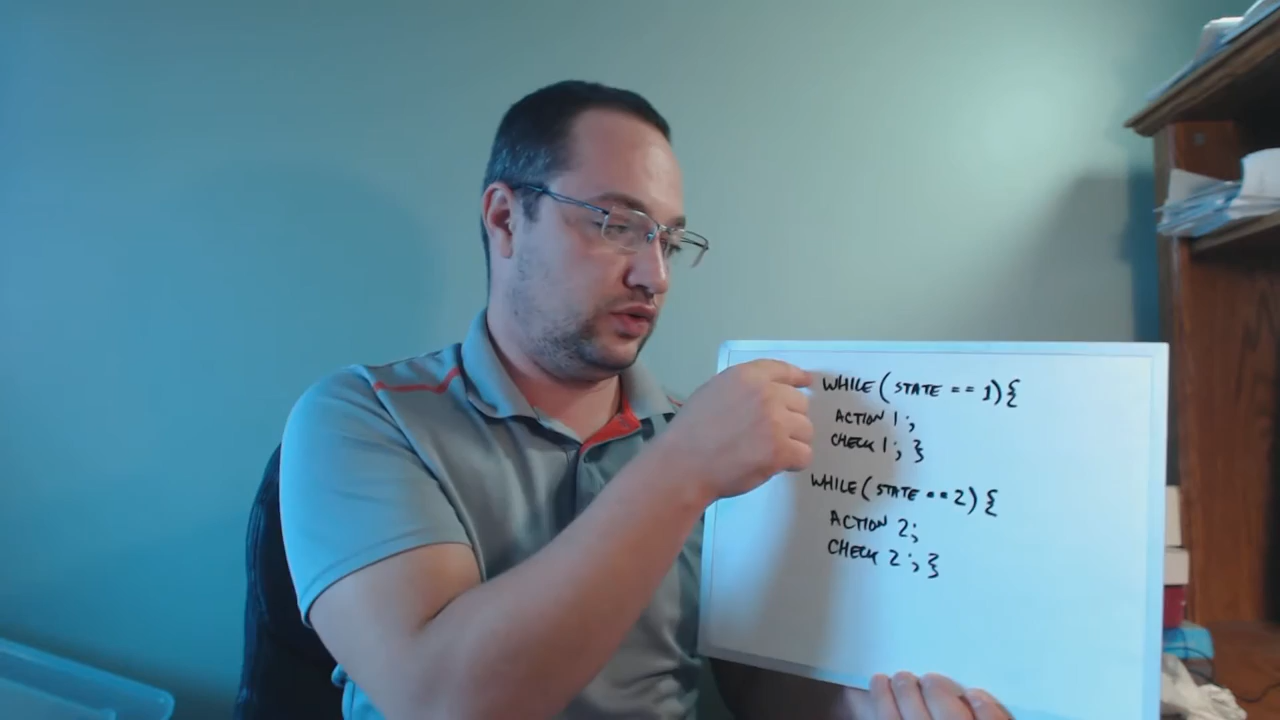 WHILE (STATE == 1){
ACTION 1;
CHECK 1; }
WHILE (STATE == 2) {
ACTION 2;
CHECK 2; }